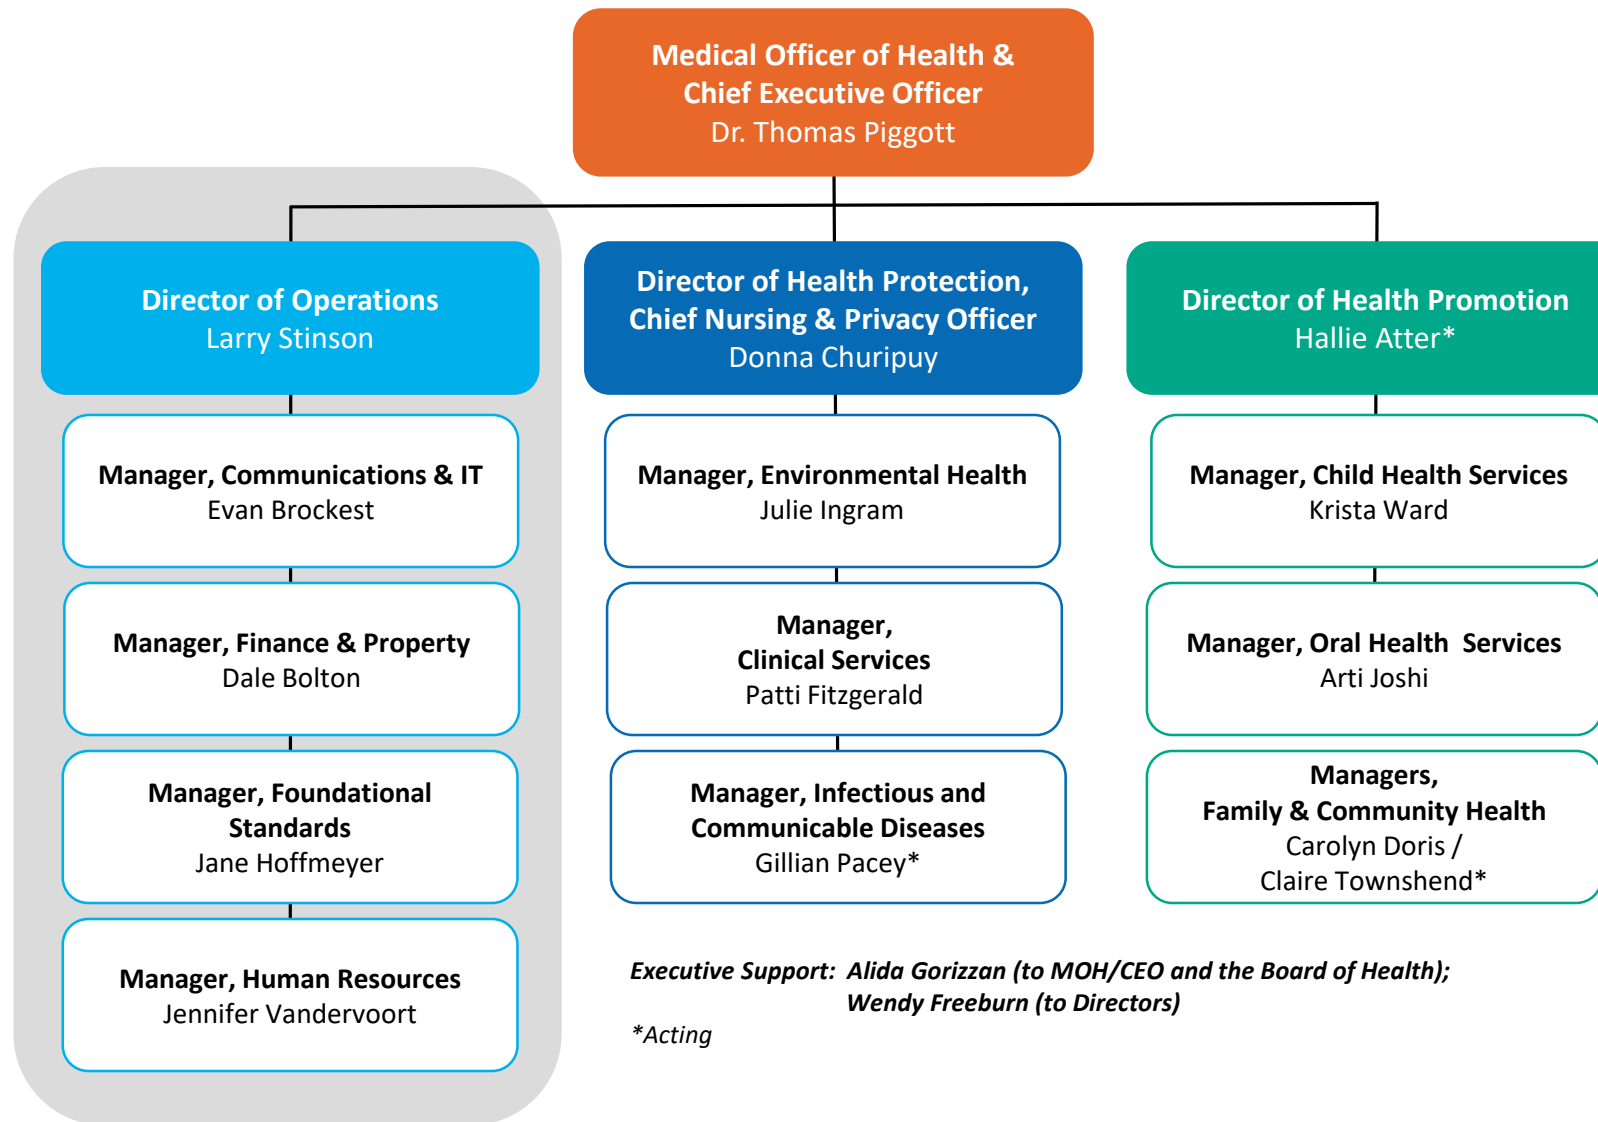 Medical Officer of Health &
Chief Executive Officer
Dr. Thomas Piggott
Director of Operations
Larry Stinson
Manager, Communications & IT
Evan Brockest
Manager, Finance & Property
Dale Bolton
Manager, Foundational
Standards
Jane Hoffmeyer
Manager, Human Resources
Jennifer Vandervoort
Director of Health Protection,
Chief Nursing & Privacy Officer
Donna Churipuy
Manager, Environmental Health
Julie Ingram
Manager,
Clinical Services
Patti Fitzgerald
Manager, Infectious and
Communicable Diseases
Gillian Pacey*
Director of Health Promotion
Hallie Atter*
Manager, Child Health Services
Krista Ward
Manager, Oral Health  Services
Arti Joshi
Managers,
Family & Community Health
Carolyn Doris /
Claire Townshend*
Executive Support:  Alida Gorizzan (to MOH/CEO and the Board of Health);
Wendy Freeburn (to Directors)
*Acting